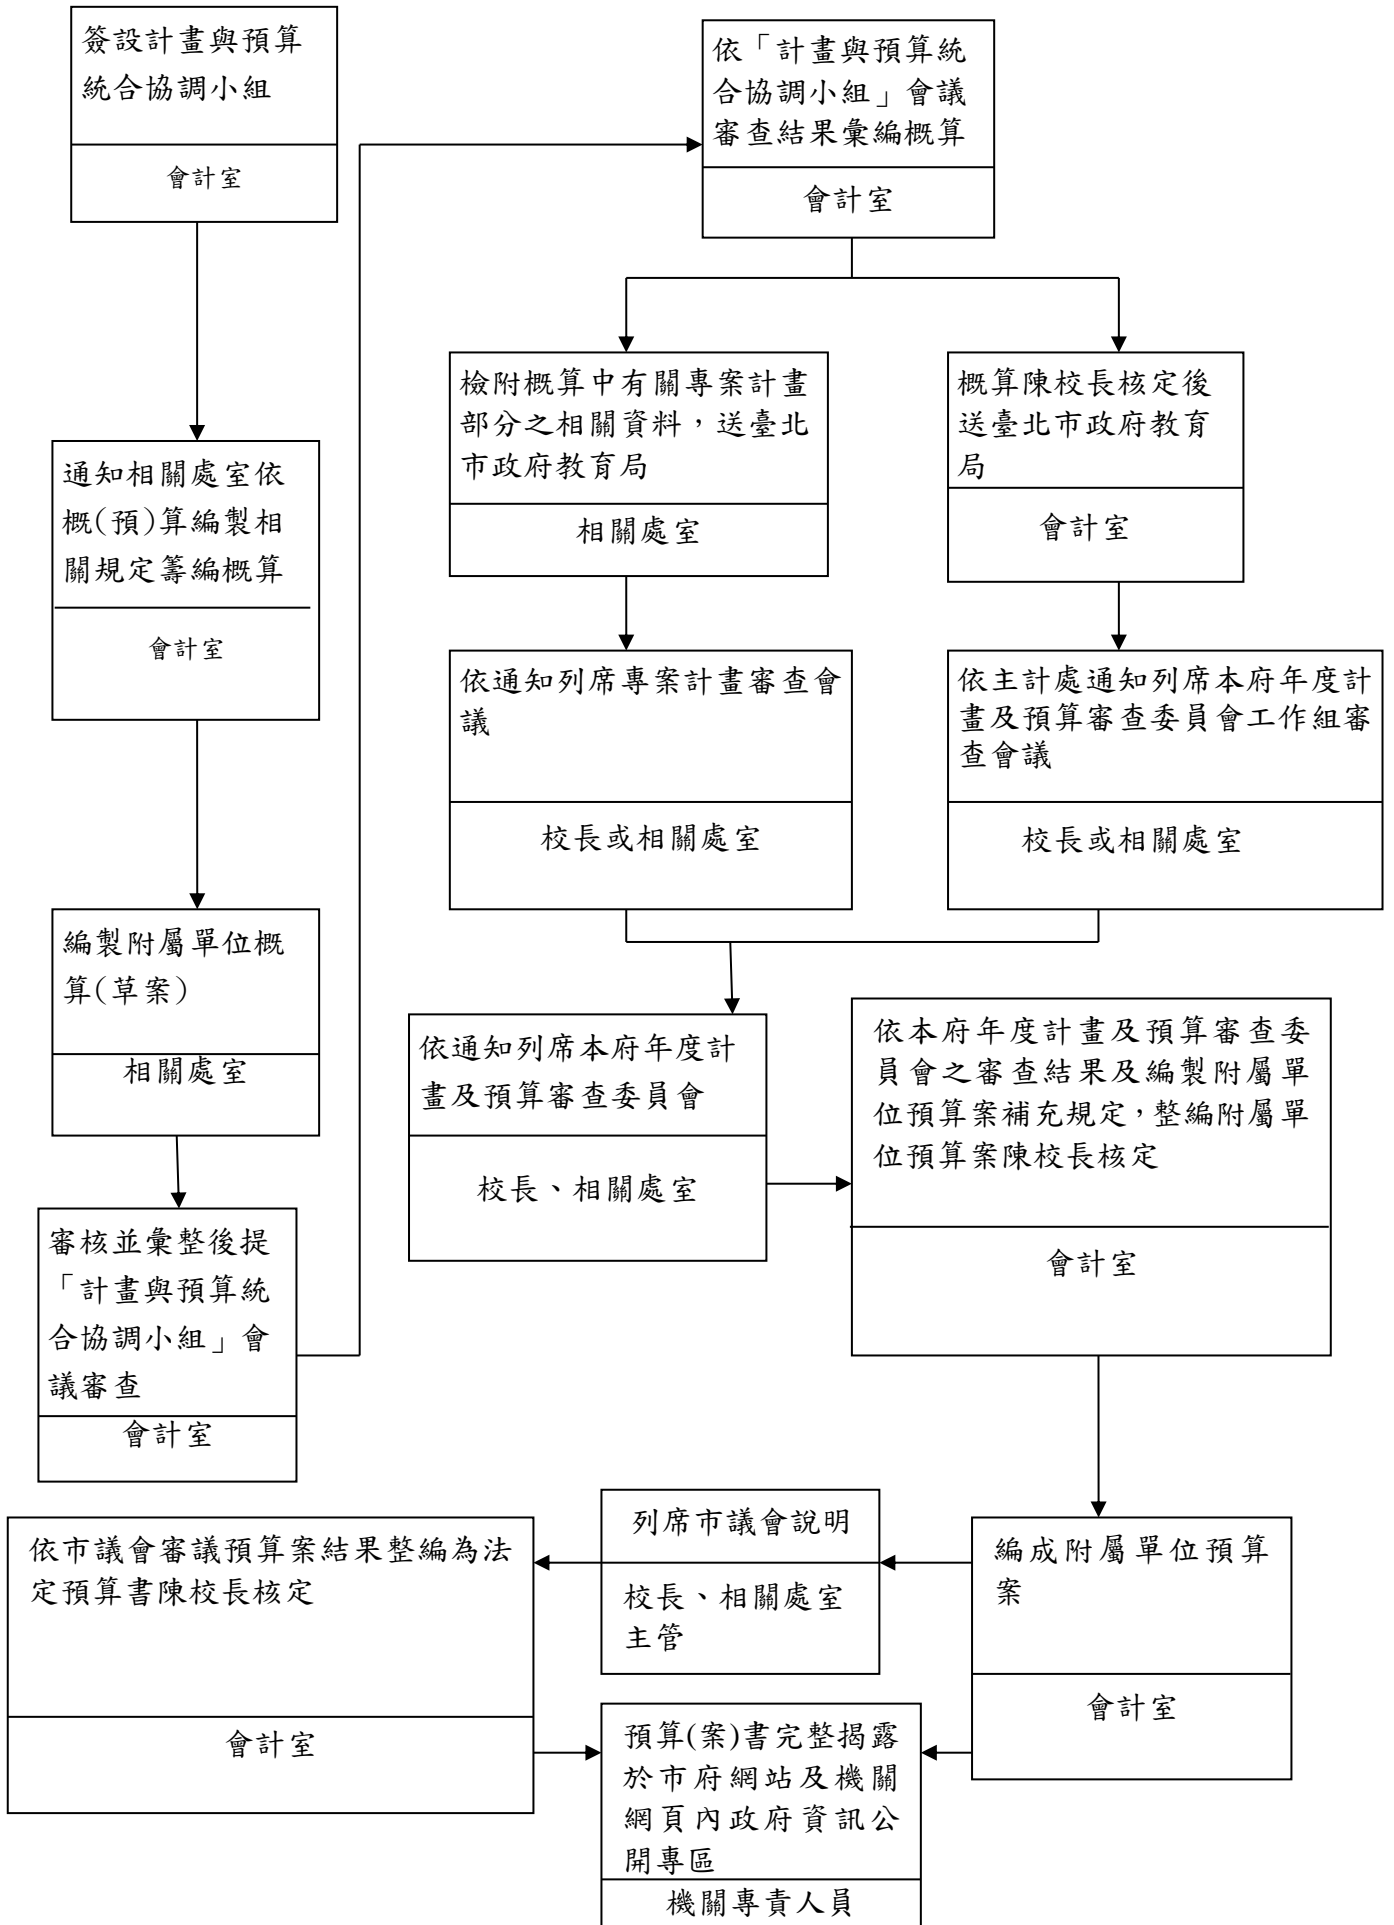 簽設計畫與預算
統合協調小組
會計室
通知相關處室依
概(預)算編製相
關規定籌編概算
會計室
編製附屬單位概
算(草案)
相關處室
審核並彙整後提
「計畫與預算統
合協調小組」會
議審查
會計室
依「計畫與預算統
合協調小組」會議
審查結果彙編概算
會計室
檢附概算中有關專案計畫
部分之相關資料，送臺北
市政府教育局
相關處室
概算陳校長核定後
送臺北市政府教育
局
會計室
依通知列席專案計畫審查會
議
校長或相關處室
依主計處通知列席本府年度計
畫及預算審查委員會工作組審
查會議
校長或相關處室
依通知列席本府年度計
畫及預算審查委員會
校長、相關處室
依本府年度計畫及預算審查委
員會之審查結果及編製附屬單
位預算案補充規定，整編附屬單
位預算案陳校長核定
會計室
編成附屬單位預算
案
會計室
列席市議會說明
校長、相關處室
主管
依市議會審議預算案結果整編為法
定預算書陳校長核定
會計室
預算(案)書完整揭露
於市府網站及機關
網頁內政府資訊公
開專區
機關專責人員